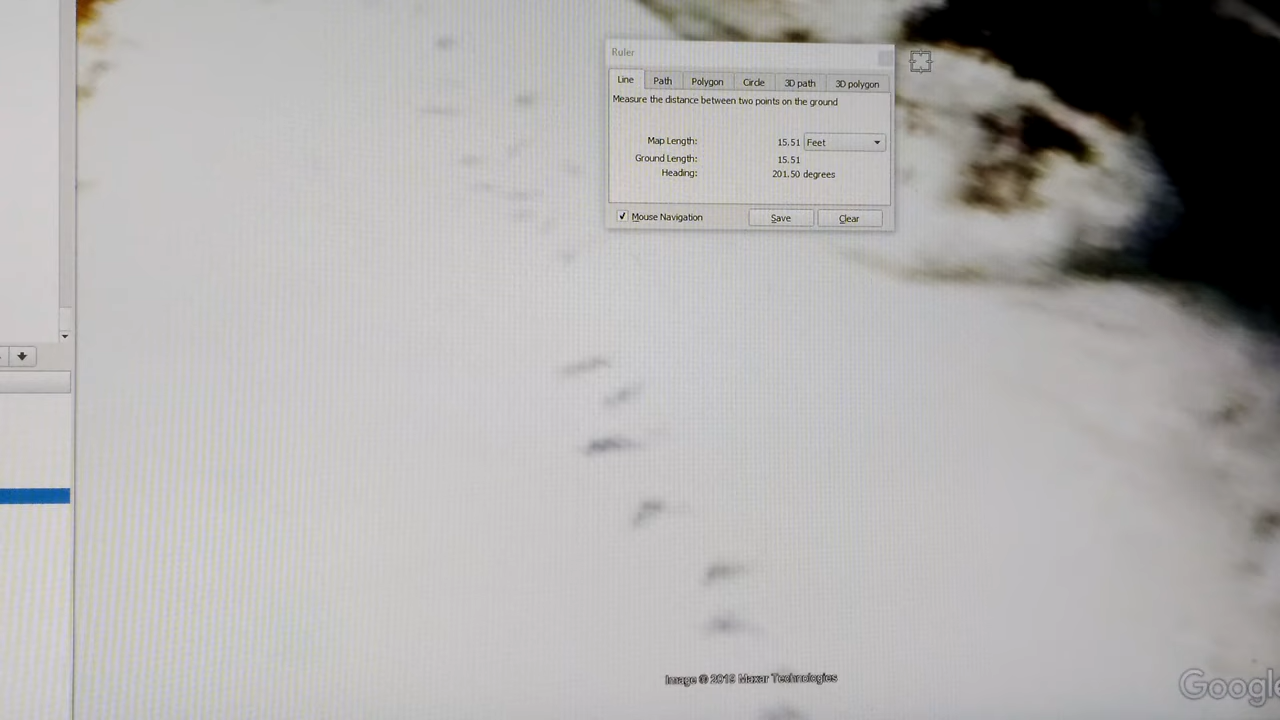 Ruler
Line Path Polygon Circle 3D path 3D polygon
Measure the distance between two points on the ground
Map Length: 15.51 Feet
Ground Length: 15.51
Heading: 201.50 degrees
Mouse Navigation Save Clear
Image © 2019 Maxar Technologies
Google